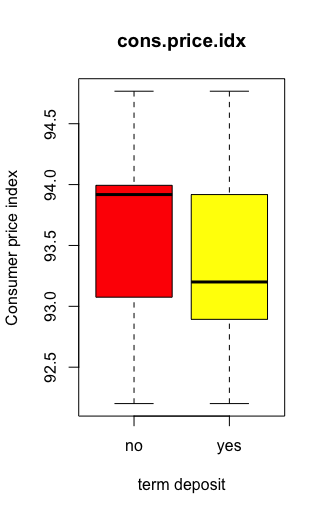 cons.price.idx
Consumer price index
94.5
94.0
93.5
93.0
92.5
no yes
term deposit